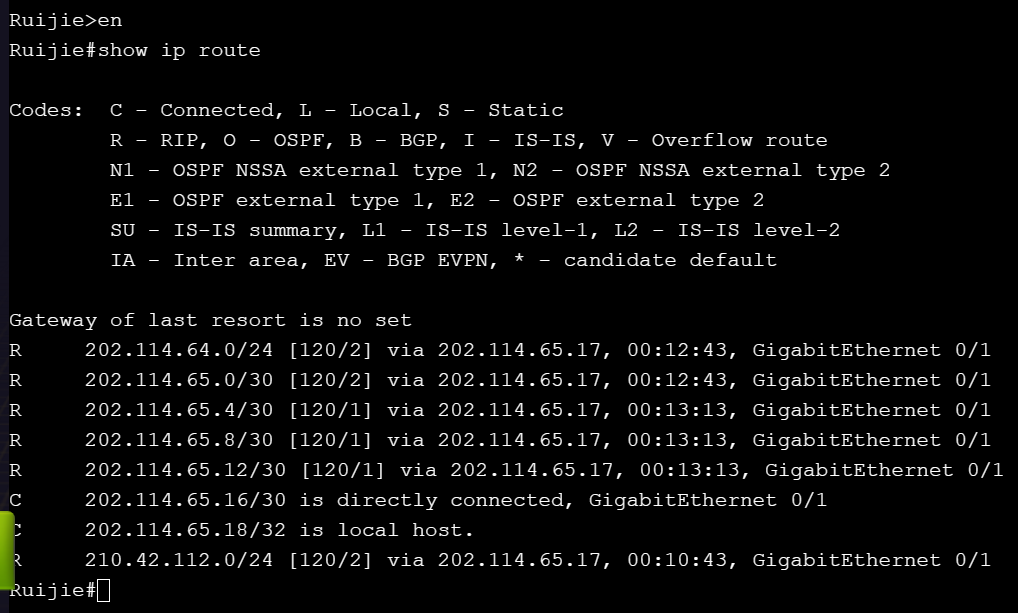 Ruijie>en
Ruijie#show ip route
Codes:  C - Connected, L - Local, S - Static
        R - RIP, O - OSPF, B - BGP, I - IS-IS, V - Overflow route
        N1 - OSPF NSSA external type 1, N2 - OSPF NSSA external type 2
        E1 - OSPF external type 1, E2 - OSPF external type 2
        SU - IS-IS summary, L1 - IS-IS level-1, L2 - IS-IS level-2
        IA - Inter area, EV - BGP EVPN, * - candidate default
Gateway of last resort is no set
R     202.114.64.0/24 [120/2] via 202.114.65.17, 00:12:43, GigabitEthernet 0/1
R     202.114.65.0/30 [120/2] via 202.114.65.17, 00:12:43, GigabitEthernet 0/1
R     202.114.65.4/30 [120/1] via 202.114.65.17, 00:13:13, GigabitEthernet 0/1
R     202.114.65.8/30 [120/1] via 202.114.65.17, 00:13:13, GigabitEthernet 0/1
R     202.114.65.12/30 [120/1] via 202.114.65.17, 00:13:13, GigabitEthernet 0/1
C     202.114.65.16/30 is directly connected, GigabitEthernet 0/1
C     202.114.65.18/32 is local host.
R     210.42.112.0/24 [120/2] via 202.114.65.17, 00:10:43, GigabitEthernet 0/1
Ruijie#